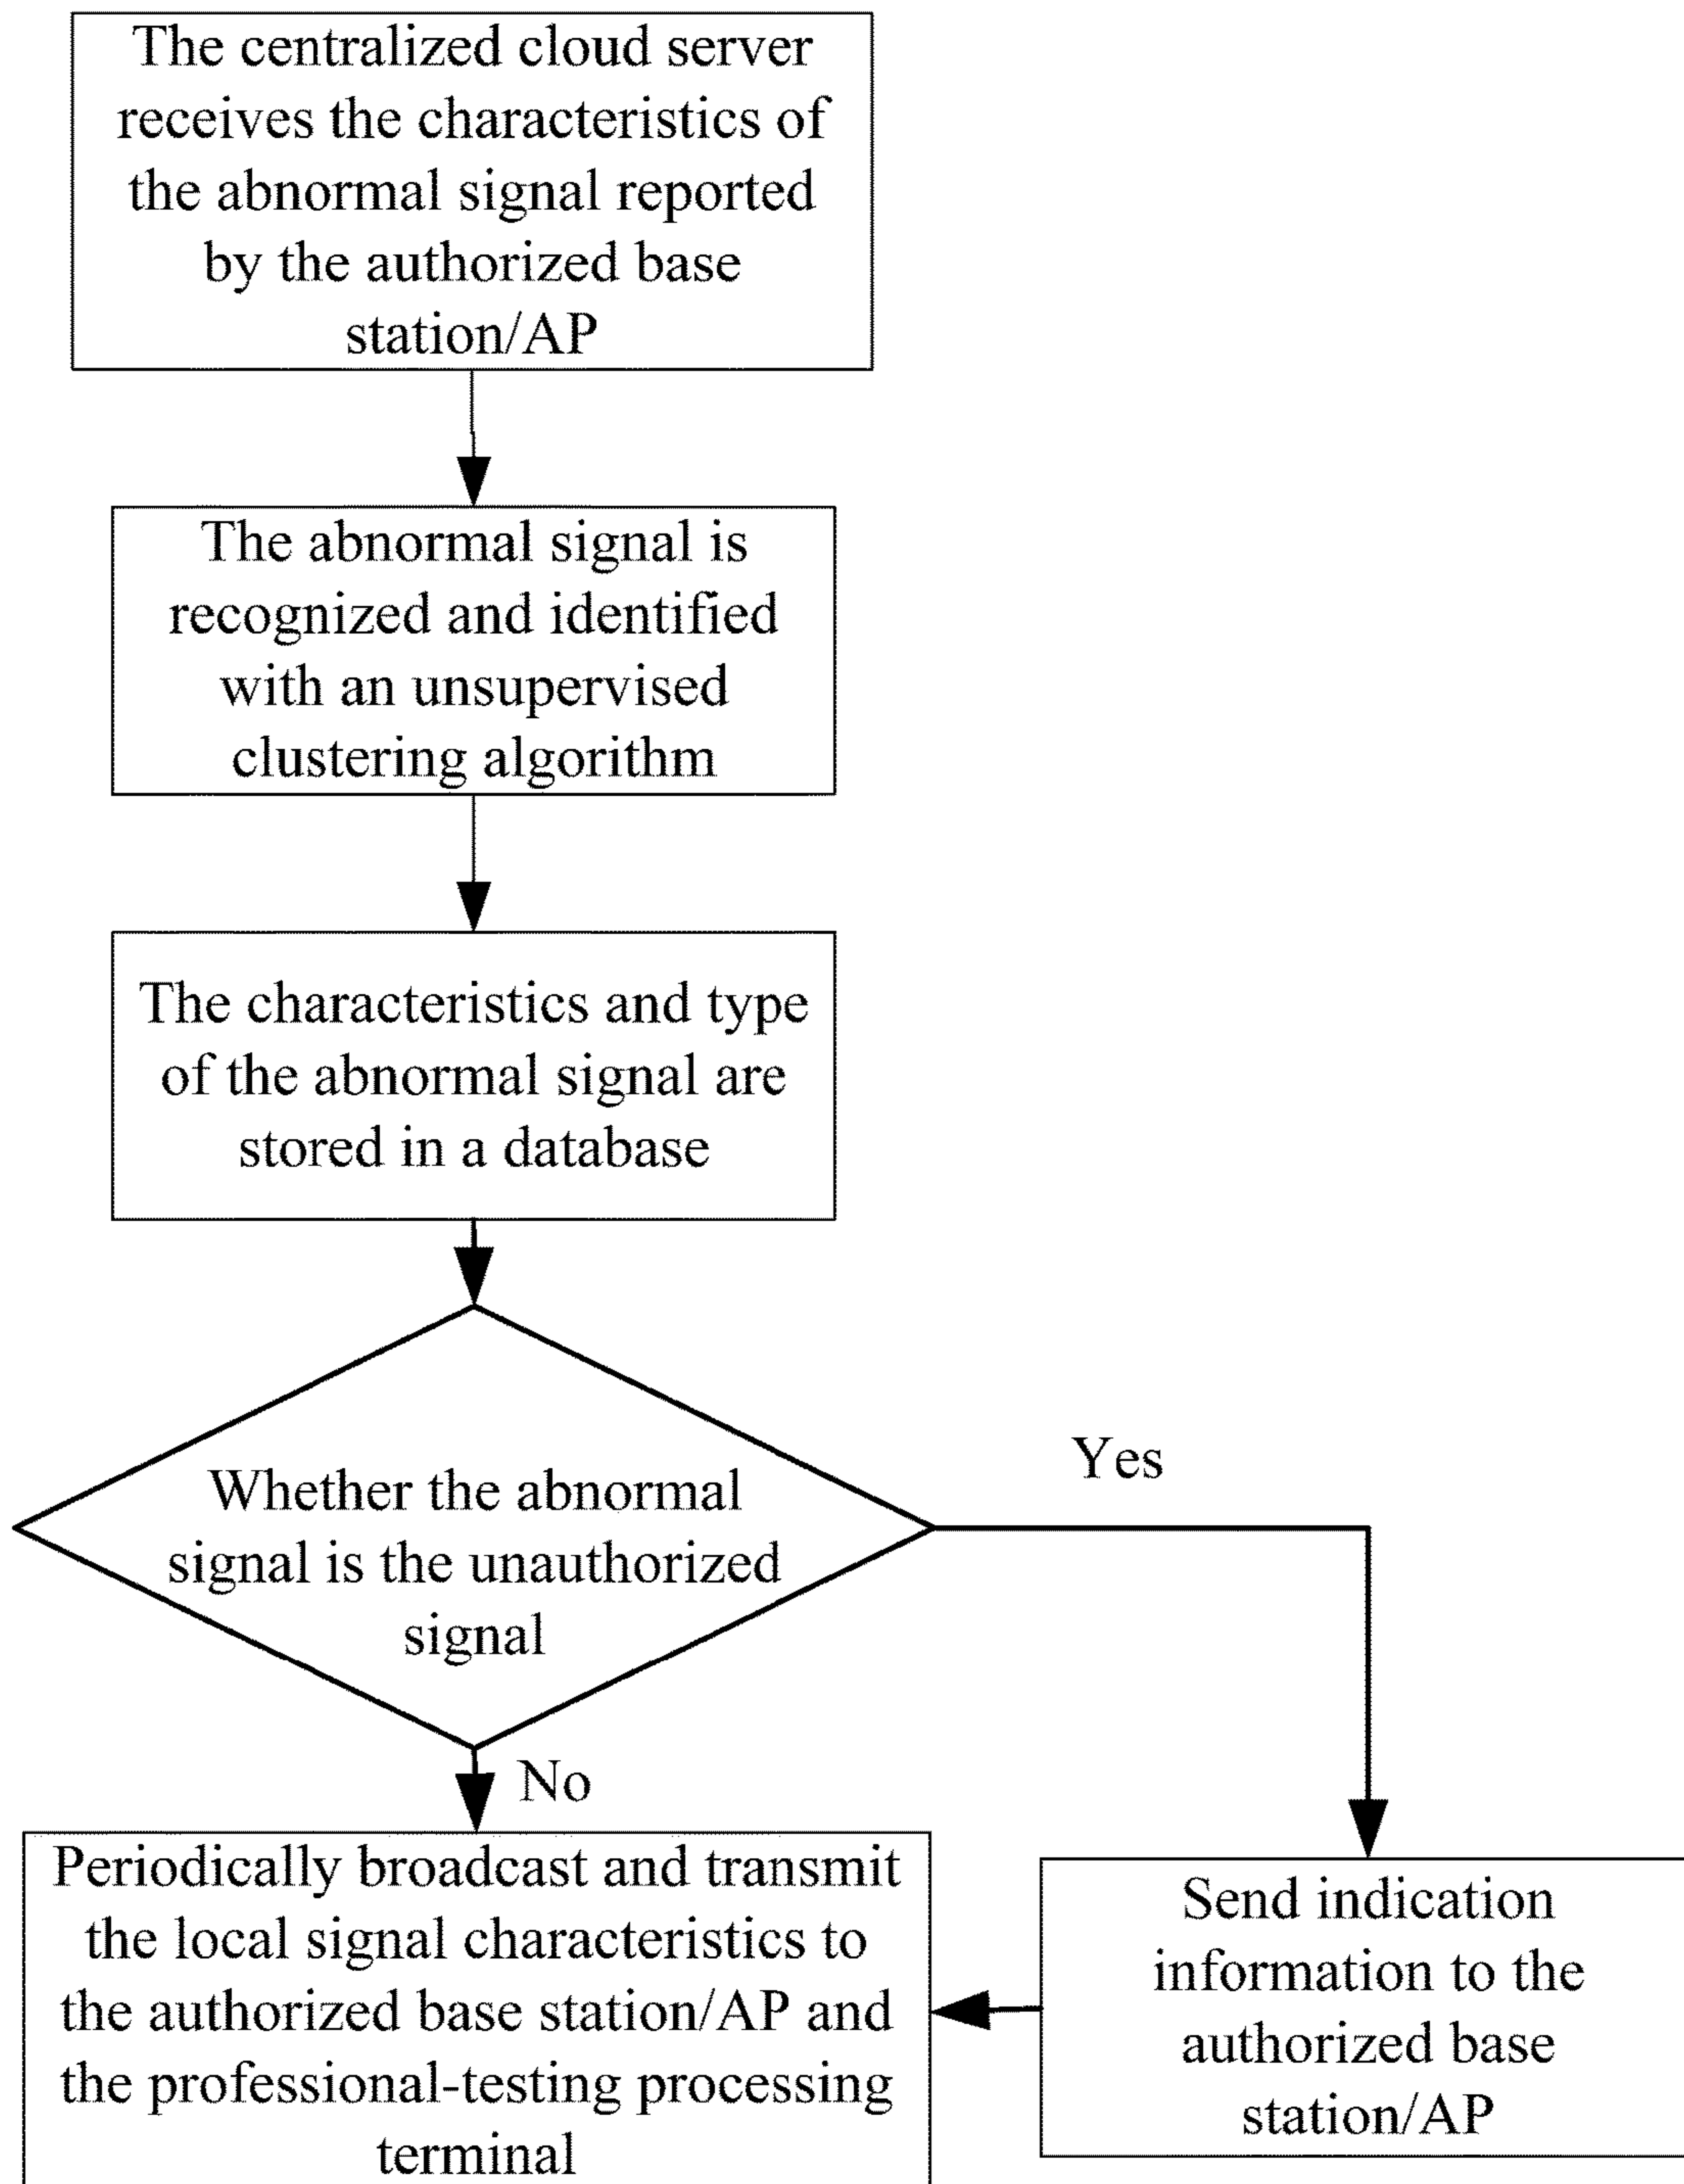 The centralized cloud server
receives the characteristics of
the abnormal signal reported
by the authorized base
station/AP
The abnormal signal is
recognized and identified
with an unsupervised
clustering algorithm
The characteristics and type
of the abnormal signal are
stored in a database
Whether the abnormal
signal is the unauthorized
signal
Yes
No
Periodically broadcast and transmit
the local signal characteristics to
the authorized base station/AP and
the professional-testing processing
terminal
Send indication
information to the
authorized base
station/AP